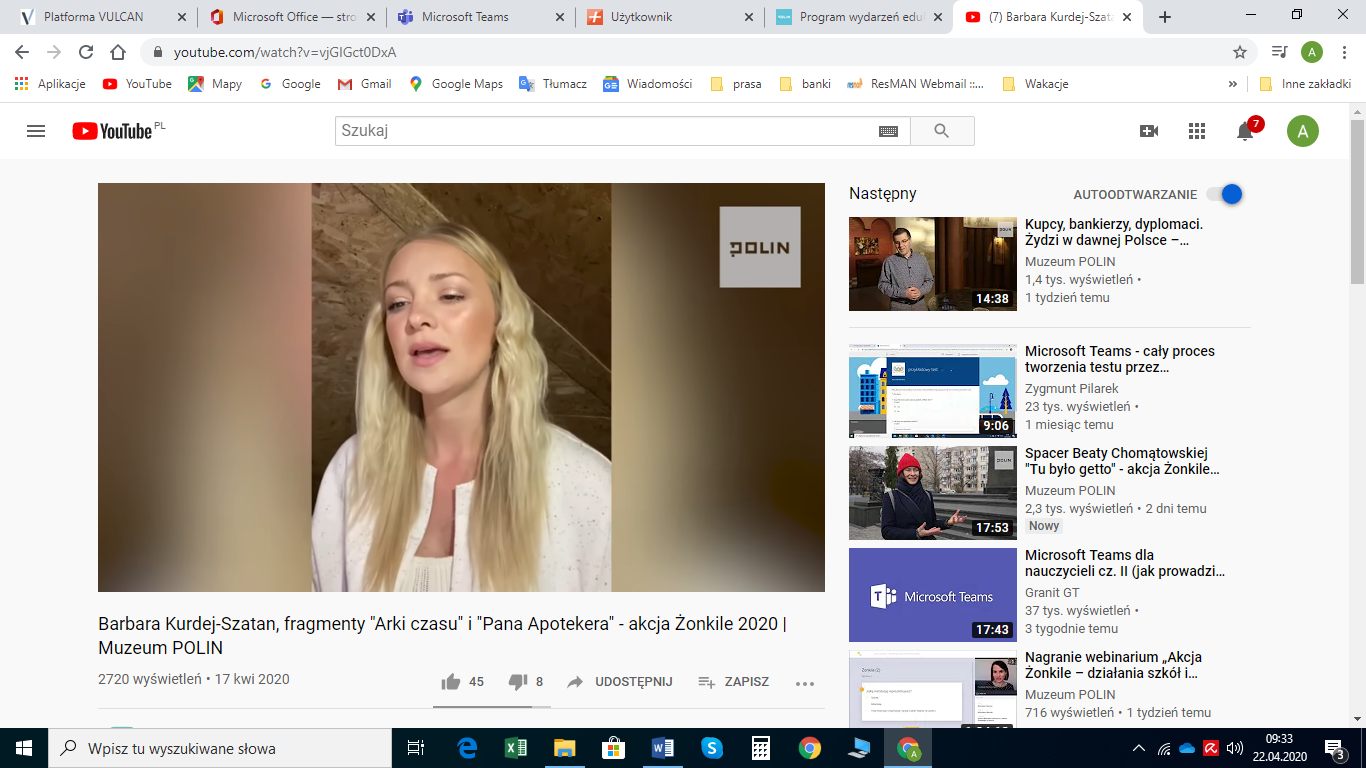 Platforma VULCAN
Microsoft Office — stro
Microsoft Teams
Użytkownik
Program wydarzeń edu
(7) Barbara Kurdej-Szata
youtube.com/watch?v=vjGIGct0DxA
A
Aplikacje
YouTube
Mapy
Google
Gmail
Google Maps
Tłumacz
Wiadomości
prasa
banki
ResMAN Webmail ::...
Wakacje
»
Inne zakładki
YouTube PL
Szukaj
7
A
POLIN
Następny
AUTOODTWARZANIE
Kupcy, bankierzy, dyplomaci.
Żydzi w dawnej Polsce –...
Muzeum POLIN
1,4 tys. wyświetleń •
1 tydzień temu
14:38
Microsoft Teams - cały proces
tworzenia testu przez...
Zygmunt Pilarek
23 tys. wyświetleń •
1 miesiąc temu
9:06
Spacer Beaty Chomątowskiej
"Tu było getto" - akcja Żonkile...
Muzeum POLIN
2,3 tys. wyświetleń • 2 dni temu
Nowy
17:53
Microsoft Teams dla
nauczycieli cz. II (jak prowadzi...
Granit GT
37 tys. wyświetleń •
3 tygodnie temu
Microsoft Teams
17:43
Nagranie webinarium „Akcja
Żonkile – działania szkół i...
Muzeum POLIN
716 wyświetleń • 1 tydzień temu
Barbara Kurdej-Szatan, fragmenty "Arki czasu" i "Pana Apotekera" - akcja Żonkile 2020 |
Muzeum POLIN
2720 wyświetleń • 17 kwi 2020
45
8
UDOSTĘPNIJ
ZAPISZ
Wpisz tu wyszukiwane słowa
09:33
22.04.2020
3